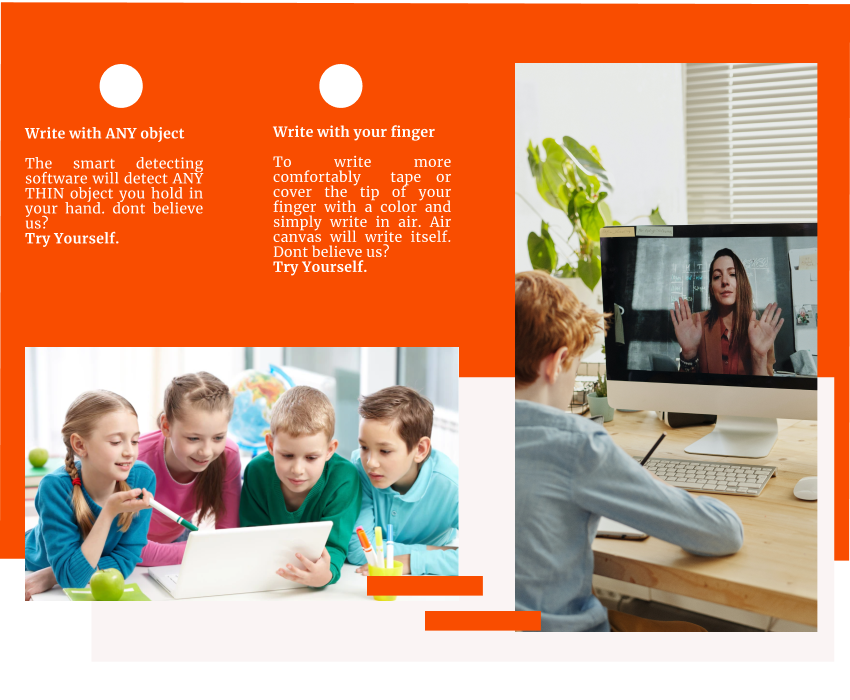 Write with ANY object
The smart detecting
software will detect ANY
THIN object you hold in
your hand. dont believe
us?
Try Yourself.
Write with your finger
To write more
comfortably tape or
cover the tip of your
finger with a color and
simply write in air. Air
canvas will write itself.
Dont believe us?
Try Yourself.